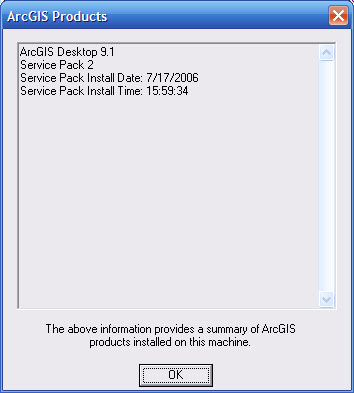 ArcGIS Products
ArcGIS Desktop 9.1
Service Pack 2
Service Pack Install Date: 7/17/2006
Service Pack Install Time: 15:59:34
The above information provides a summary of ArcGIS
products installed on this machine.
OK